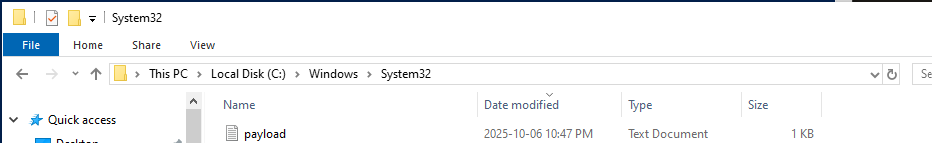 System32
File Home Share View
This PC Local Disk (C:) Windows System32
Name Date modified Type Size
Quick access
payload 2025-10-06 10:47 PM Text Document 1 KB